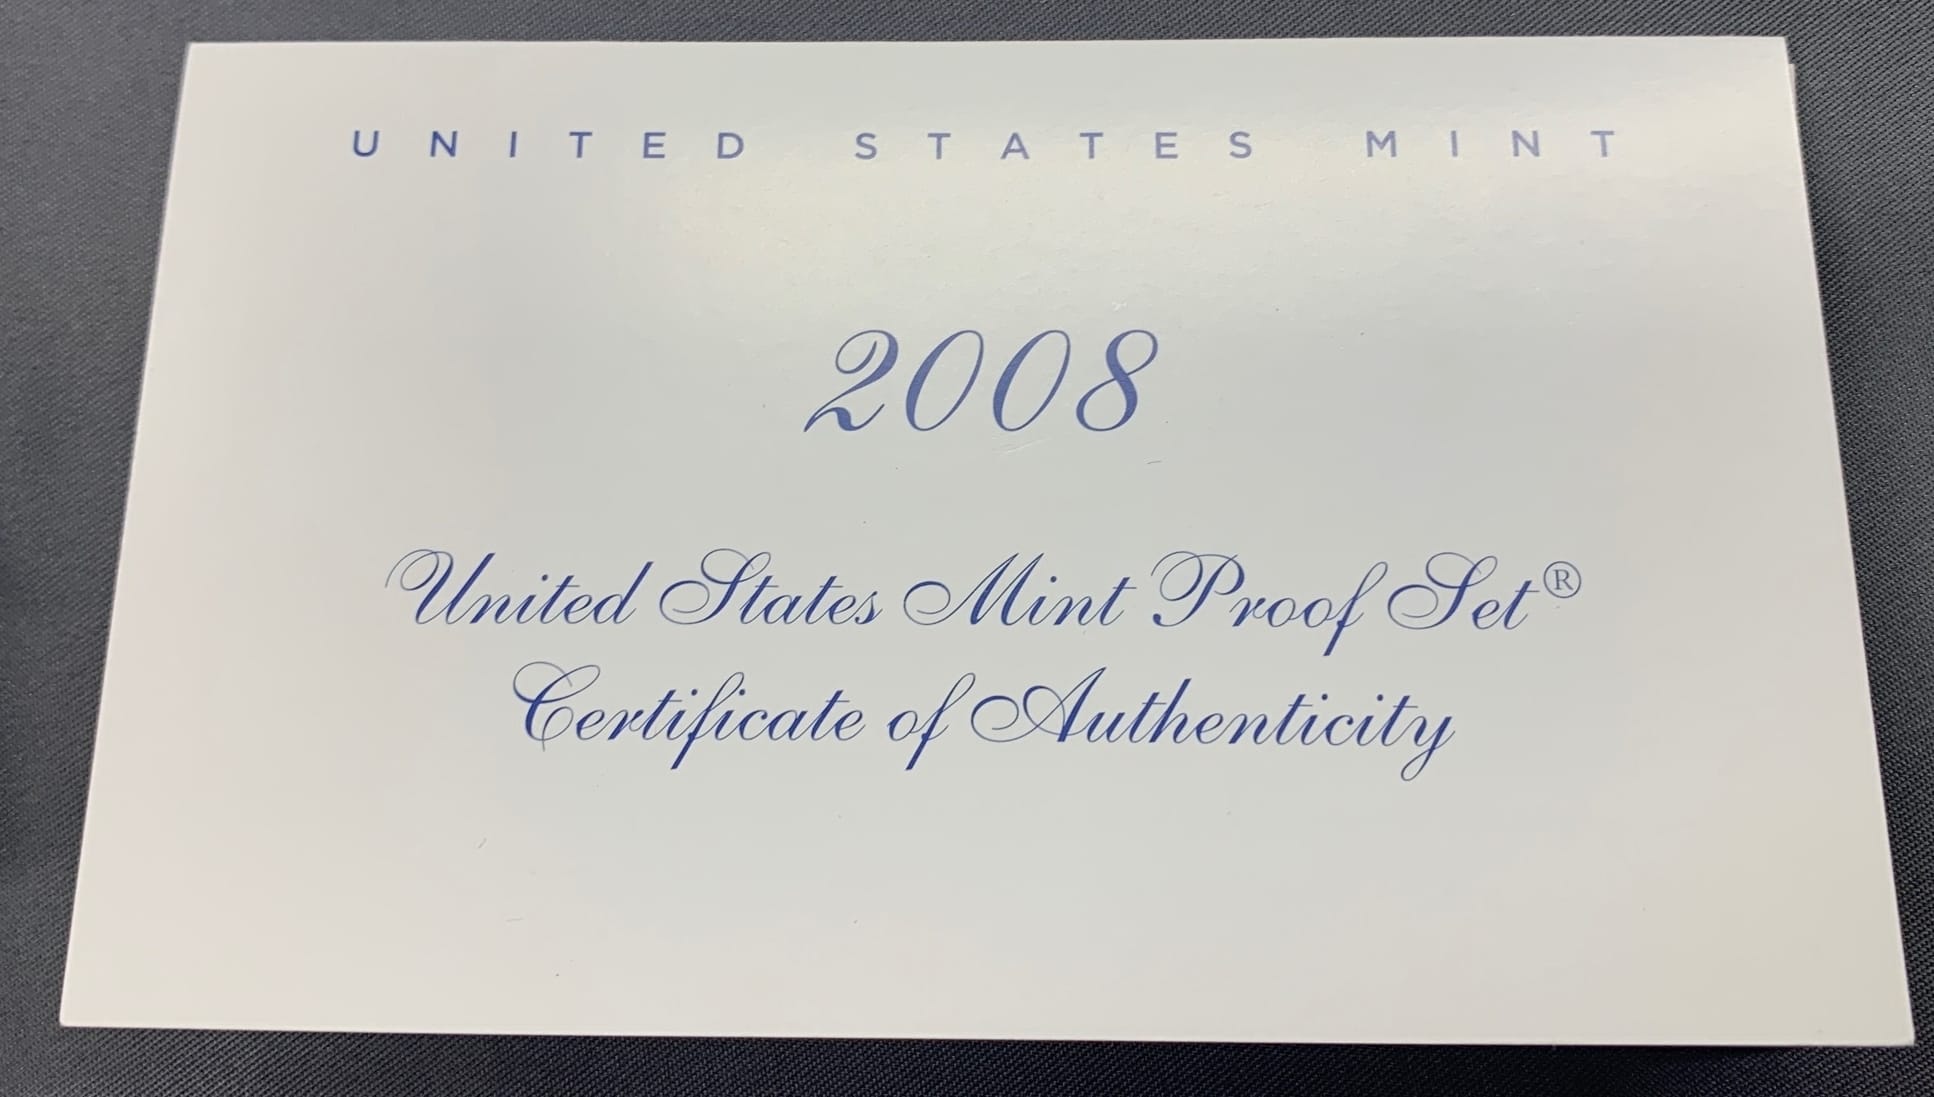 UNITED STATES MINT
2008
United States Mint Proof Set®
Certificate of Authenticity